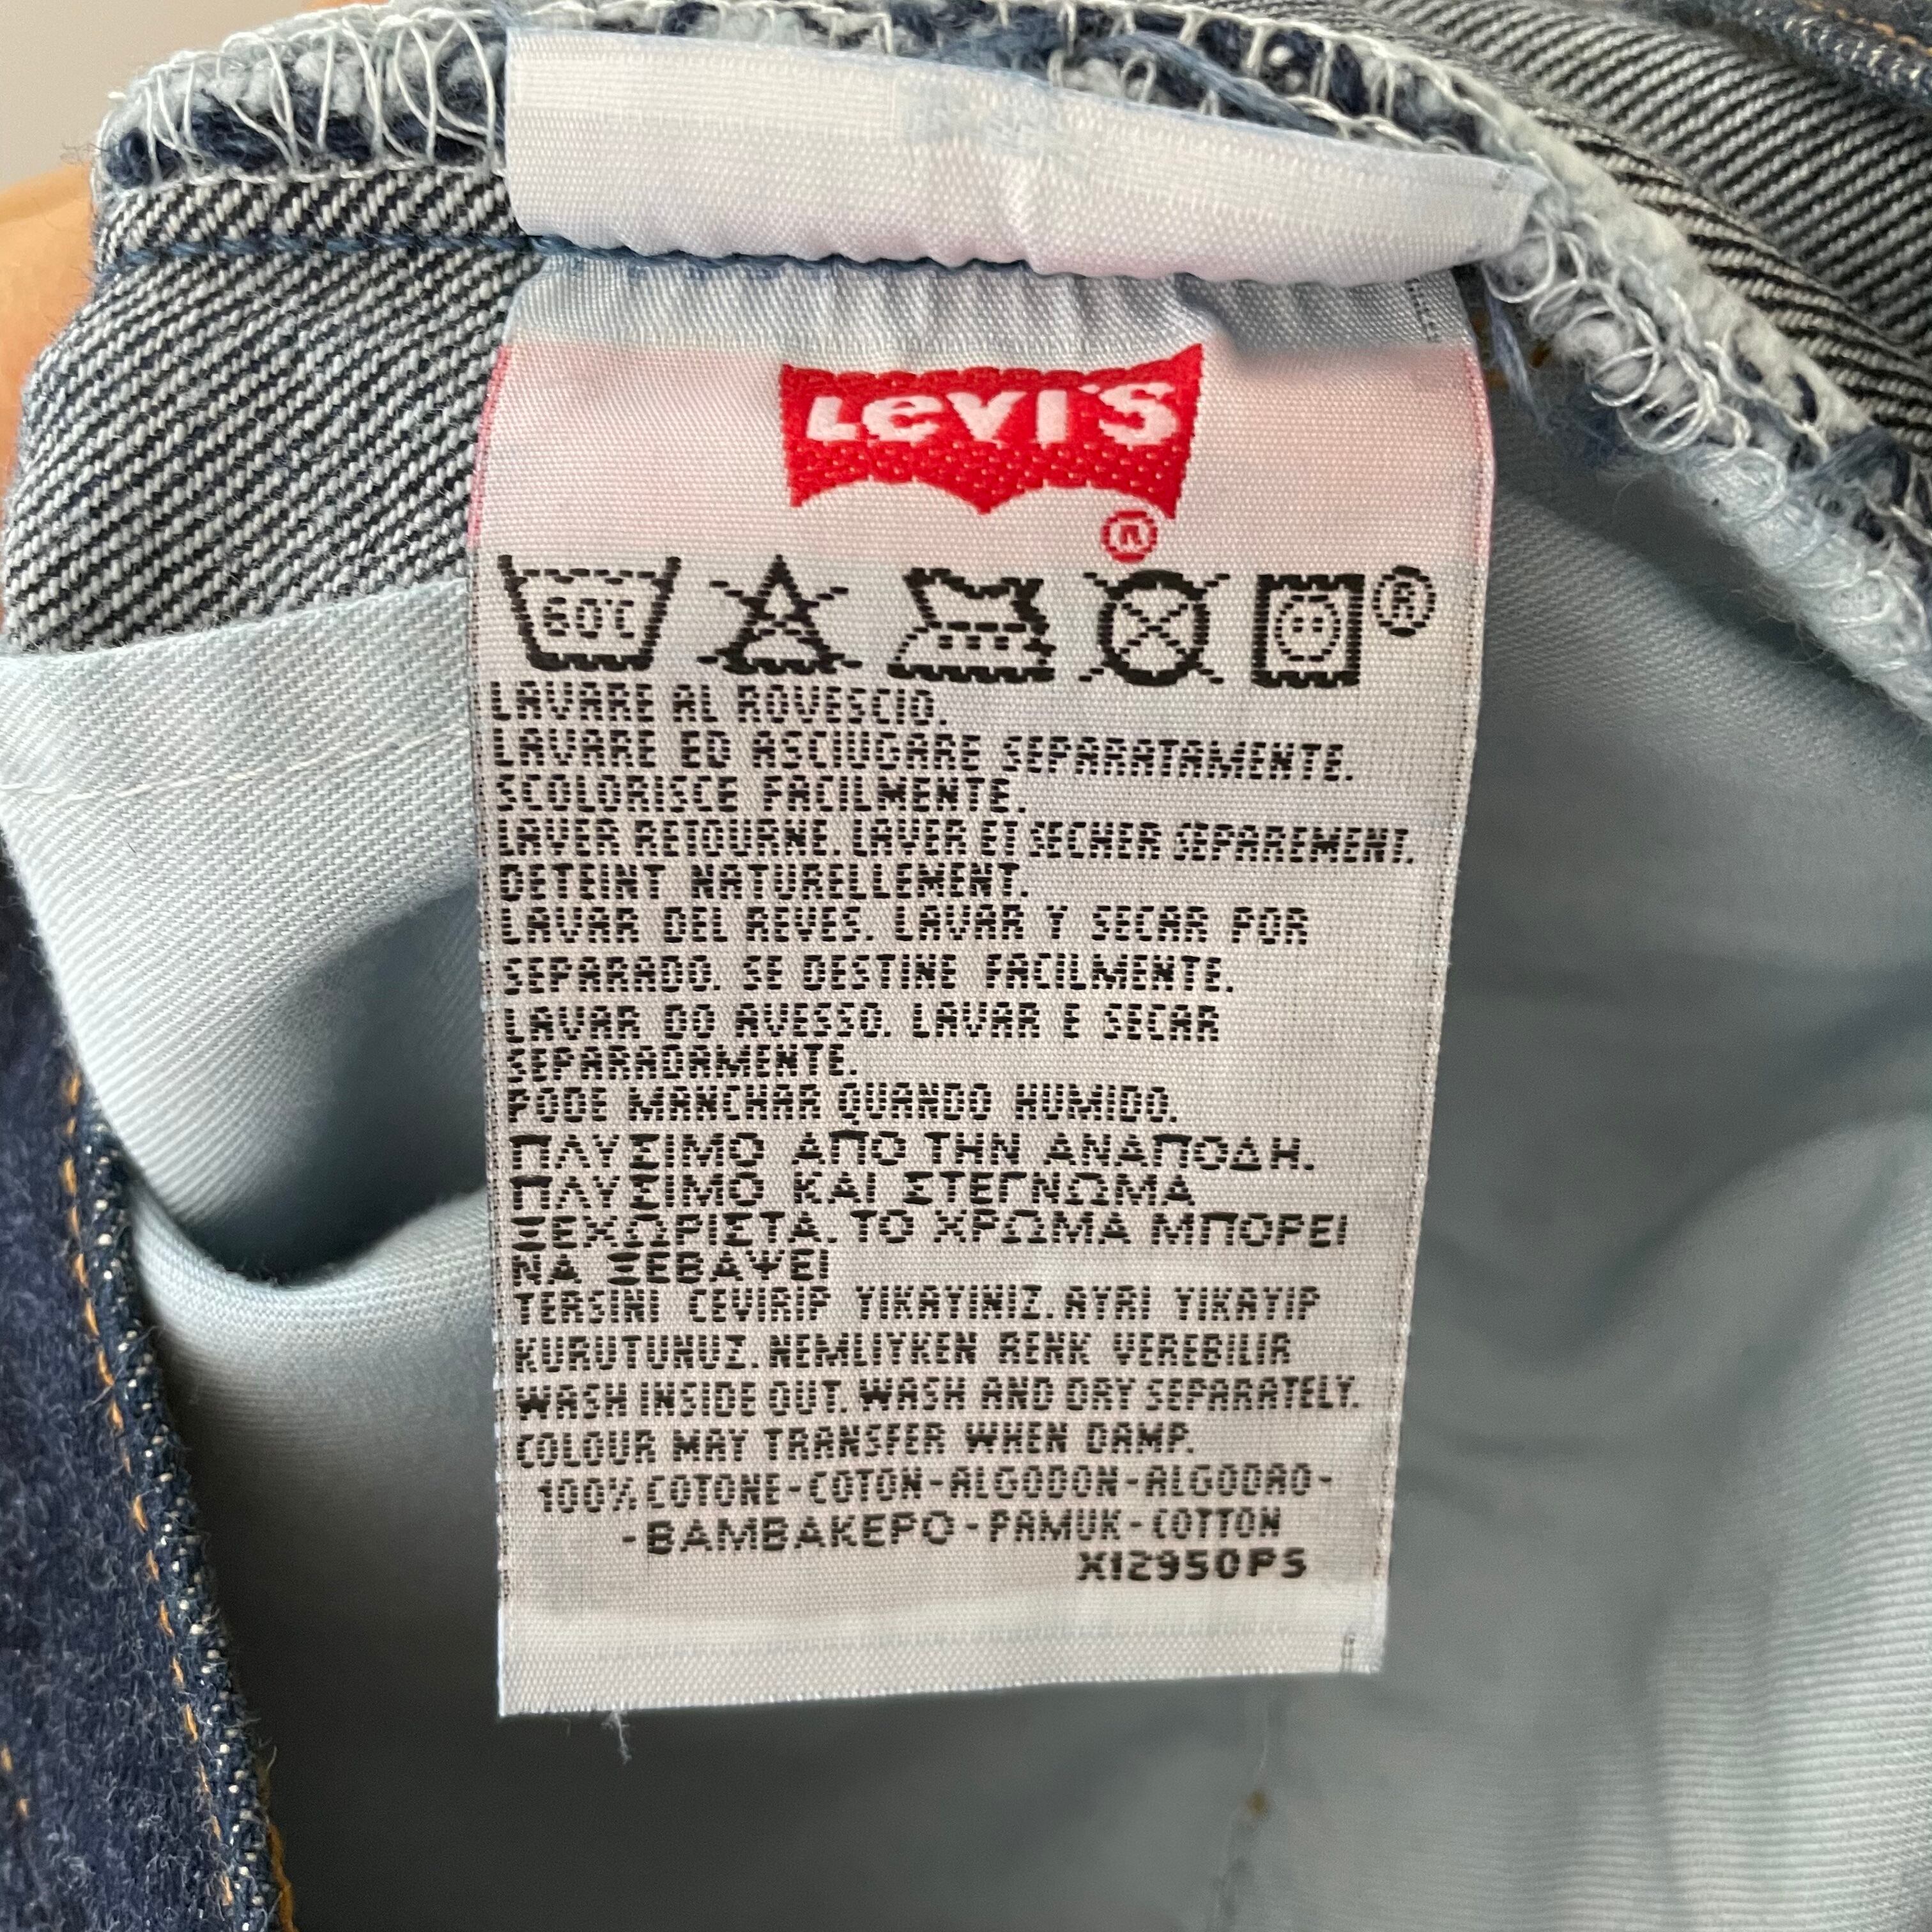 LEVI'S
®
60°C
®
LAVARE AL ROVESCIO.
LAVARE ED ASCIUGARE SEPARATAMENTE.
SCOLORISCE FACILMENTE.
LAVER RETOURNE. LAVER ET SECHER SEPAREMENT.
DETEINT NATURELLEMENT.
LAVAR DEL REVES. LAVAR Y SECAR POR
SEPARADO. SE DESTINE FACILMENTE.
LAVAR DO AVESSO. LAVAR E SECAR
SEPARADAMENTE.
PODE MANCHAR QUANDO HUMIDO.
ΠΛΥΣΙΜΟ ΑΠΟ ΤΗΝ ΑΝΑΠΟΔΗ.
ΠΛΥΣΙΜΟ ΚΑΙ ΣΤΕΓΝΩΜΑ
ΞΕΧΩΡΙΣΤΑ. ΤΟ ΧΡΩΜΑ ΜΠΟΡΕΙ
ΝΑ ΞΕΒΑΨΕΙ
TERSINI CEVIRIP YIKAYINIZ. AYRI YIKAYIP
KURUTUNUZ. NEMLIYKEN RENK VEREBILIR
WASH INSIDE OUT. WASH AND DRY SEPARATELY.
COLOUR MAY TRANSFER WHEN DAMP.
100% COTONE-COTON-ALGODON-ALGODAO-
-BAMBAKEPO-PAMUK-COTTON
X12950PS